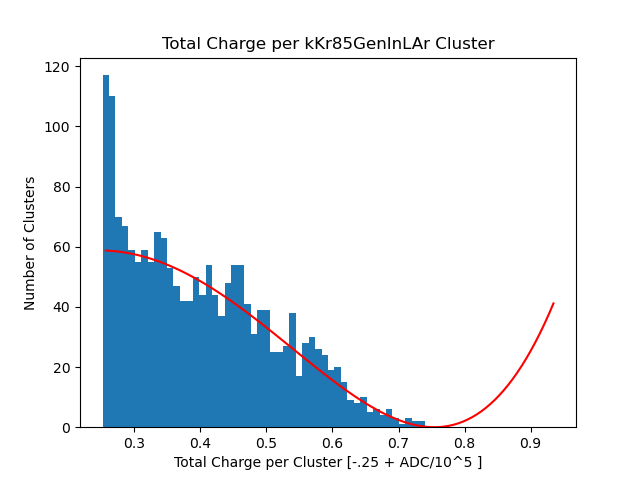 Total Charge per kKr85GenInLAr Cluster
120
100
80
60
40
20
0
Number of Clusters
0.3 0.4 0.5 0.6 0.7 0.8 0.9
Total Charge per Cluster [-.25 + ADC/10^5 ]